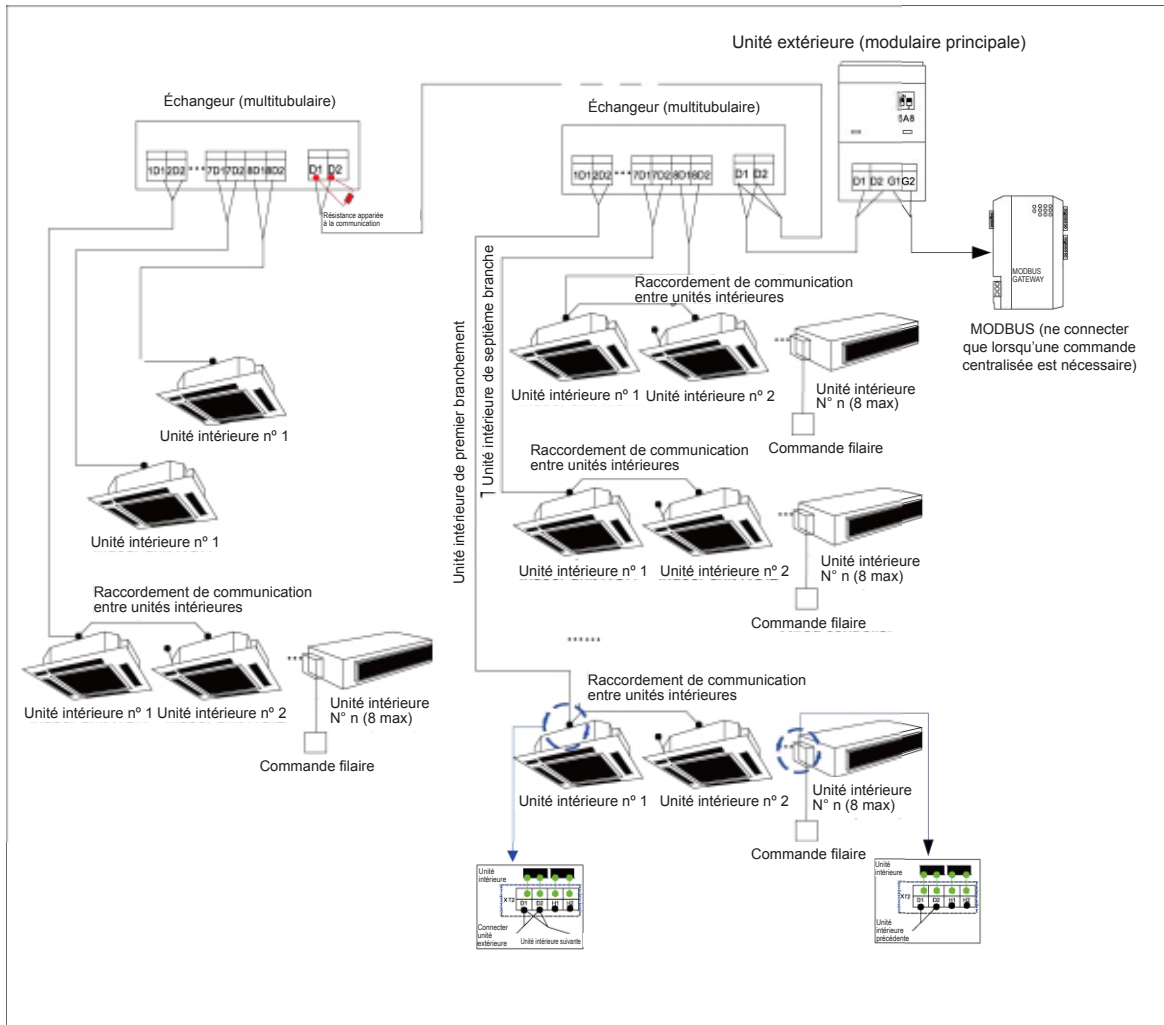 Unité extérieure (modulaire principale)
Échangeur (multitubulaire)
Échangeur (multitubulaire)
5A8
1D1 2D2 ••• 7D1 7D2 8D1 8D2
D1 D2
1D1 2D2 ••• 7D1 7D2 8D1 8D2
D1 D2
D1 D2 G1 G2
Résistance appariée
à la communication
MODBUS
GATEWAY
MODBUS (ne connecter
que lorsqu'une commande
centralisée est nécessaire)
Unité intérieure de premier branchement
Unité intérieure de septième branche
Raccordement de communication
entre unités intérieures
Unité intérieure nº 1
Unité intérieure nº 2
Unité intérieure
N° n (8 max)
Commande filaire
Unité intérieure nº 1
Unité intérieure nº 1
Raccordement de communication
entre unités intérieures
Unité intérieure nº 1
Unité intérieure nº 2
Unité intérieure
N° n (8 max)
Commande filaire
Raccordement de communication
entre unités intérieures
Unité intérieure nº 1
Unité intérieure nº 2
Unité intérieure
N° n (8 max)
Commande filaire
Raccordement de communication
entre unités intérieures
Unité intérieure nº 1
Unité intérieure nº 2
Unité intérieure
N° n (8 max)
Commande filaire
Unité
intérieure
XT2
D1 D2 H1 H2
Connecter
unité
extérieure
Unité intérieure suivante
Unité
intérieure
D1 D2 H1 H2
Unité
intérieure
précédente